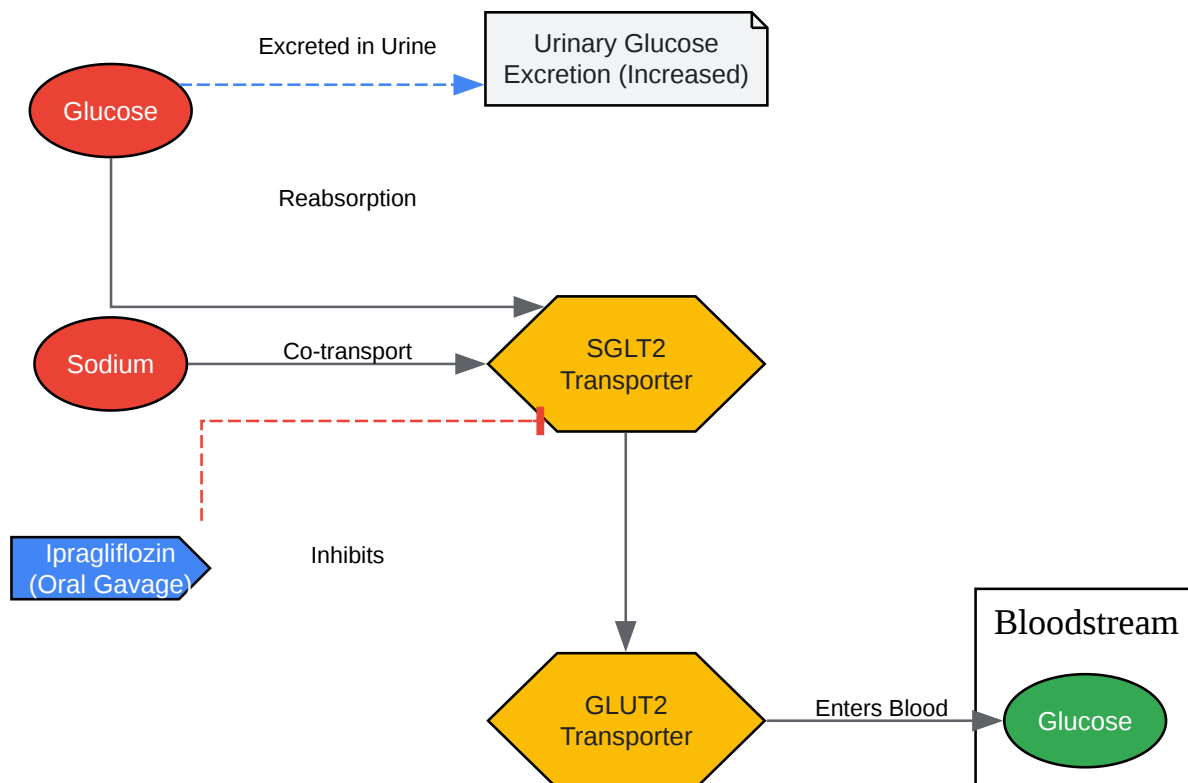 Excreted in Urine
Urinary Glucose
Excretion (Increased)
Glucose
Reabsorption
Sodium
Co-transport
SGLT2
Transporter
Ipragliflozin
(Oral Gavage)
Inhibits
Bloodstream
GLUT2
Transporter
Enters Blood
Glucose